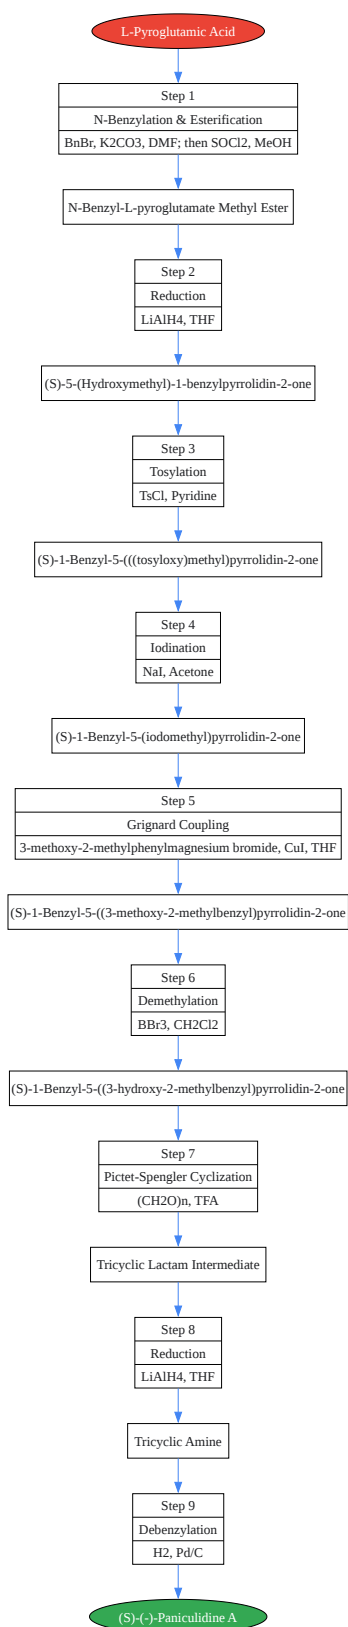 L-Pyroglutamic Acid
Step 1
N-Benzylation & Esterification
BnBr, K2CO3, DMF; then SOCl2, MeOH
N-Benzyl-L-pyroglutamate Methyl Ester
Step 2
Reduction
LiAlH4, THF
(S)-5-(Hydroxymethyl)-1-benzylpyrrolidin-2-one
Step 3
Tosylation
TsCl, Pyridine
(S)-1-Benzyl-5-(((tosyloxy)methyl)pyrrolidin-2-one
Step 4
Iodination
NaI, Acetone
(S)-1-Benzyl-5-(iodomethyl)pyrrolidin-2-one
Step 5
Grignard Coupling
3-methoxy-2-methylphenylmagnesium bromide, CuI, THF
(S)-1-Benzyl-5-((3-methoxy-2-methylbenzyl)pyrrolidin-2-one
Step 6
Demethylation
BBr3, CH2Cl2
(S)-1-Benzyl-5-((3-hydroxy-2-methylbenzyl)pyrrolidin-2-one
Step 7
Pictet-Spengler Cyclization
(CH2O)n, TFA
Tricyclic Lactam Intermediate
Step 8
Reduction
LiAlH4, THF
Tricyclic Amine
Step 9
Debenzylation
H2, Pd/C
(S)-(-)-Paniculidine A